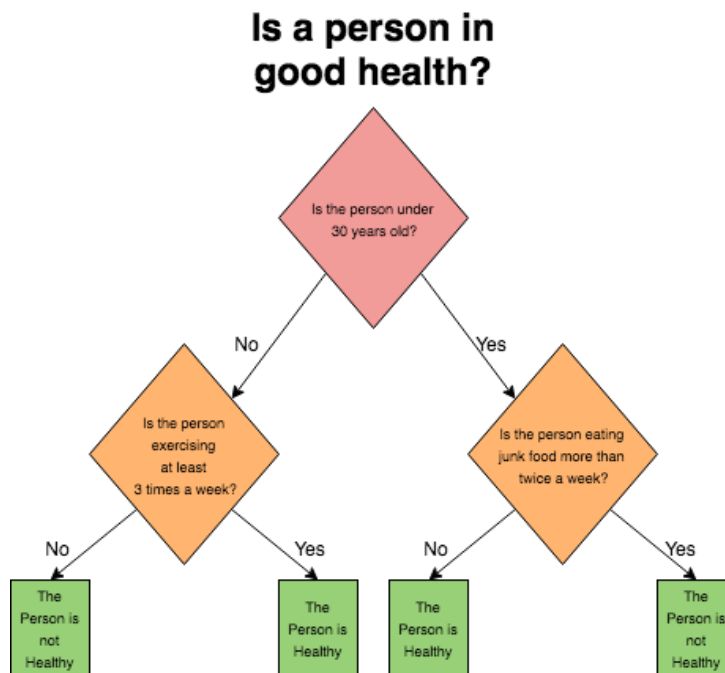 Is a person in
good health?
Is the person under
30 years old?
No
Yes
Is the person
exercising
at least
3 times a week?
Is the person eating
junk food more than
twice a week?
No
Yes
No
Yes
The
Person is
not
Healthy
The
Person is
Healthy
The
Person is
Healthy
The
Person is
not
Healthy